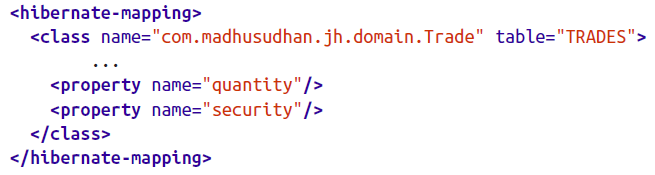 <hibernate-mapping>
<class name="com.madhusudhan.jh.domain.Trade" table="TRADES">
...
<property name="quantity"/>
<property name="security"/>
</class>
</hibernate-mapping>